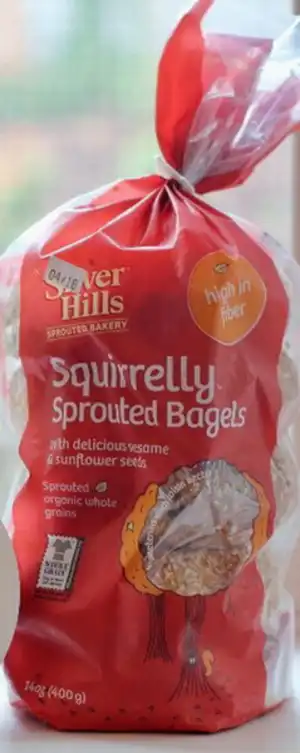 04 18
Silver
Hills
SPROUTED BAKERY
high in
fiber
Squirrelly
Sprouted Bagels
with delicious sesame
& sunflower seeds
Sprouted
organic whole
grains
WHOLE
GRAIN
14oz (400g)